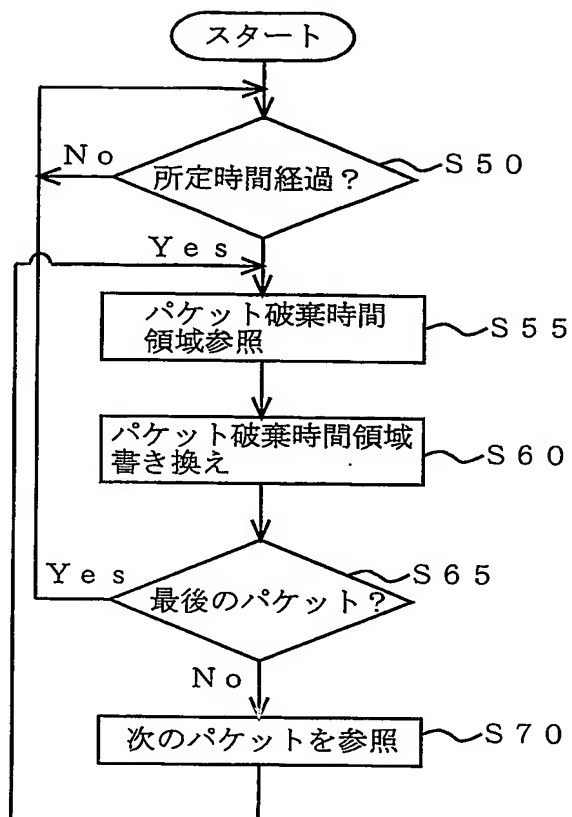 スタート
No
所定時間経過?
S50
Yes
パケット破棄時間
領域参照
S55
パケット破棄時間領域
書き換え
S60
Yes
最後のパケット?
S65
No
次のパケットを参照
S70